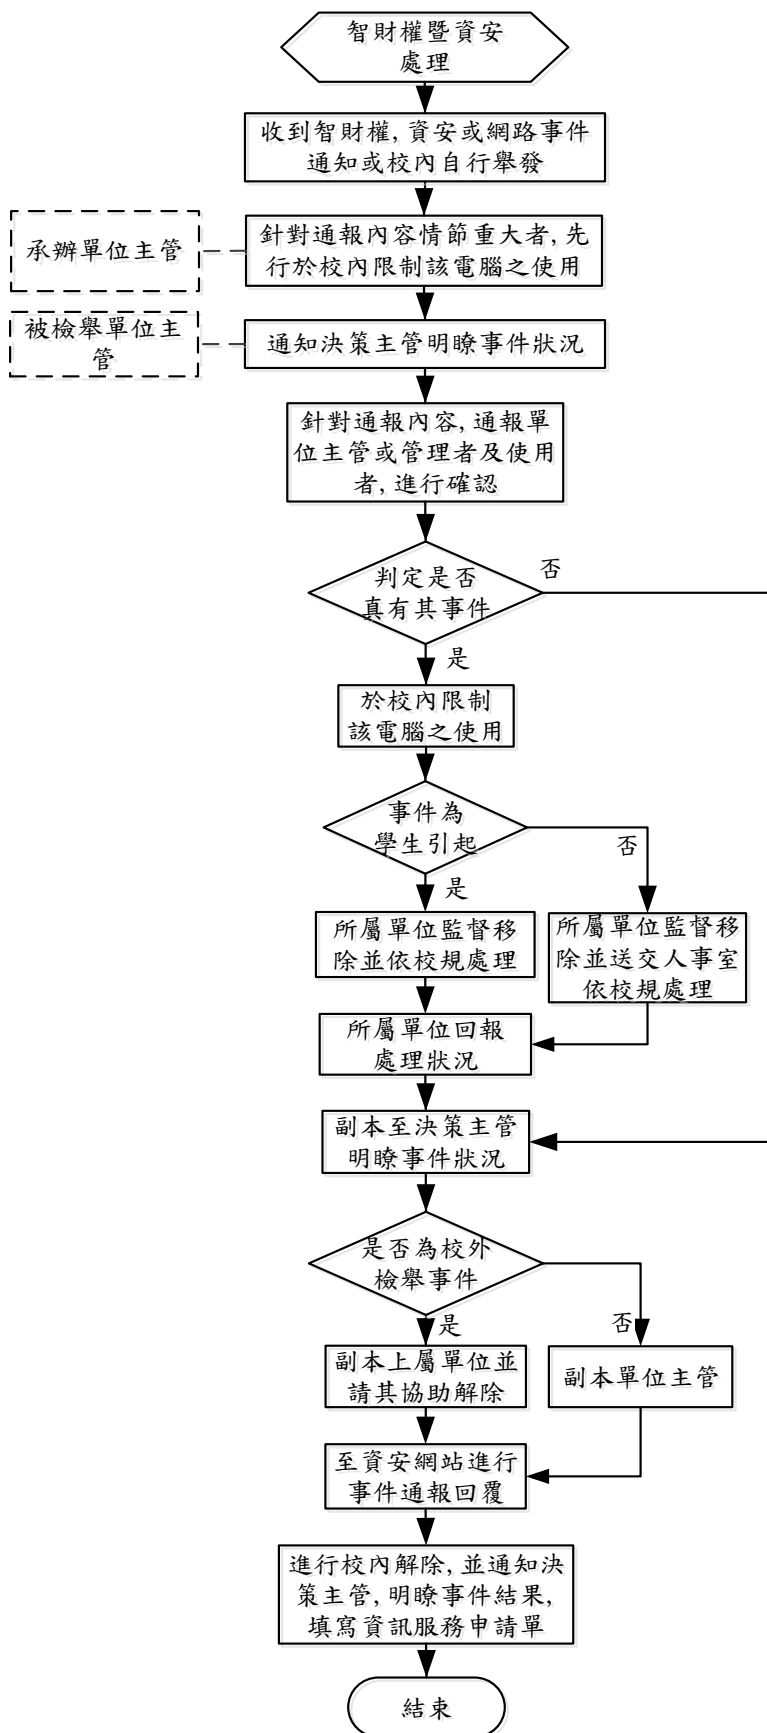 智財權暨資安
處理
收到智財權, 資安或網路事件
通知或校內自行舉發
承辦單位主管
針對通報內容情節重大者, 先
行於校內限制該電腦之使用
被檢舉單位主
管
通知決策主管明瞭事件狀況
針對通報內容, 通報單
位主管或管理者及使用
者, 進行確認
判定是否
真有其事件
否
是
於校內限制
該電腦之使用
事件為
學生引起
否
是
所屬單位監督移
除並依校規處理
所屬單位監督移
除並送交人事室
依校規處理
所屬單位回報
處理狀況
副本至決策主管
明瞭事件狀況
是否為校外
檢舉事件
是
否
副本上屬單位並
請其協助解除
副本單位主管
至資安網站進行
事件通報回覆
進行校內解除, 並通知決
策主管, 明瞭事件結果,
填寫資訊服務申請單
結束